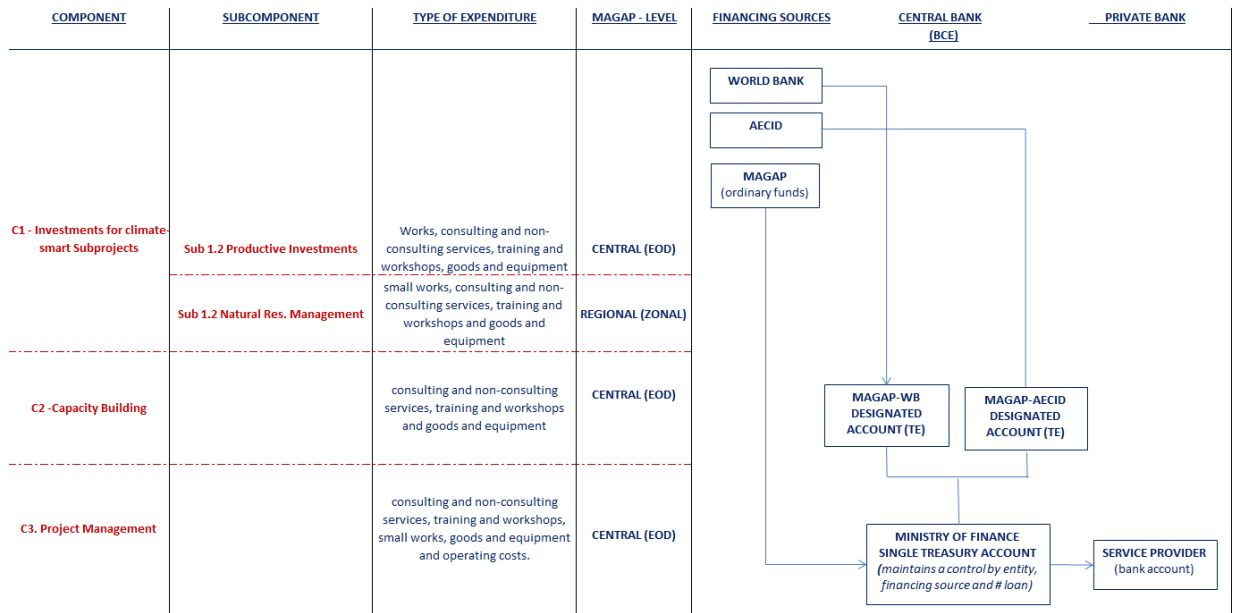 COMPONENT
SUBCOMPONENT
TYPE OF EXPENDITURE
MAGAP - LEVEL
FINANCING SOURCES
CENTRAL BANK
(BCE)
PRIVATE BANK
WORLD BANK
AECID
MAGAP
(ordinary funds)
C1 - Investments for climate-
smart Subprojects
Sub 1.2 Productive Investments
Works, consulting and non-
consulting services, training and
workshops, goods and equipment
CENTRAL (EOD)
Sub 1.2 Natural Res. Management
small works, consulting and non-
consulting services, training and
workshops and goods and
equipment
REGIONAL (ZONAL)
C2 -Capacity Building
consulting and non-consulting
services, training and workshops
and goods and equipment
CENTRAL (EOD)
MAGAP-WB
DESIGNATED
ACCOUNT (TE)
MAGAP-AECID
DESIGNATED
ACCOUNT (TE)
C3. Project Management
consulting and non-consulting
services, training and workshops,
small works, goods and equipment
and operating costs.
CENTRAL (EOD)
MINISTRY OF FINANCE
SINGLE TREASURY ACCOUNT
(maintains a control by entity,
financing source and # loan)
SERVICE PROVIDER
(bank account)